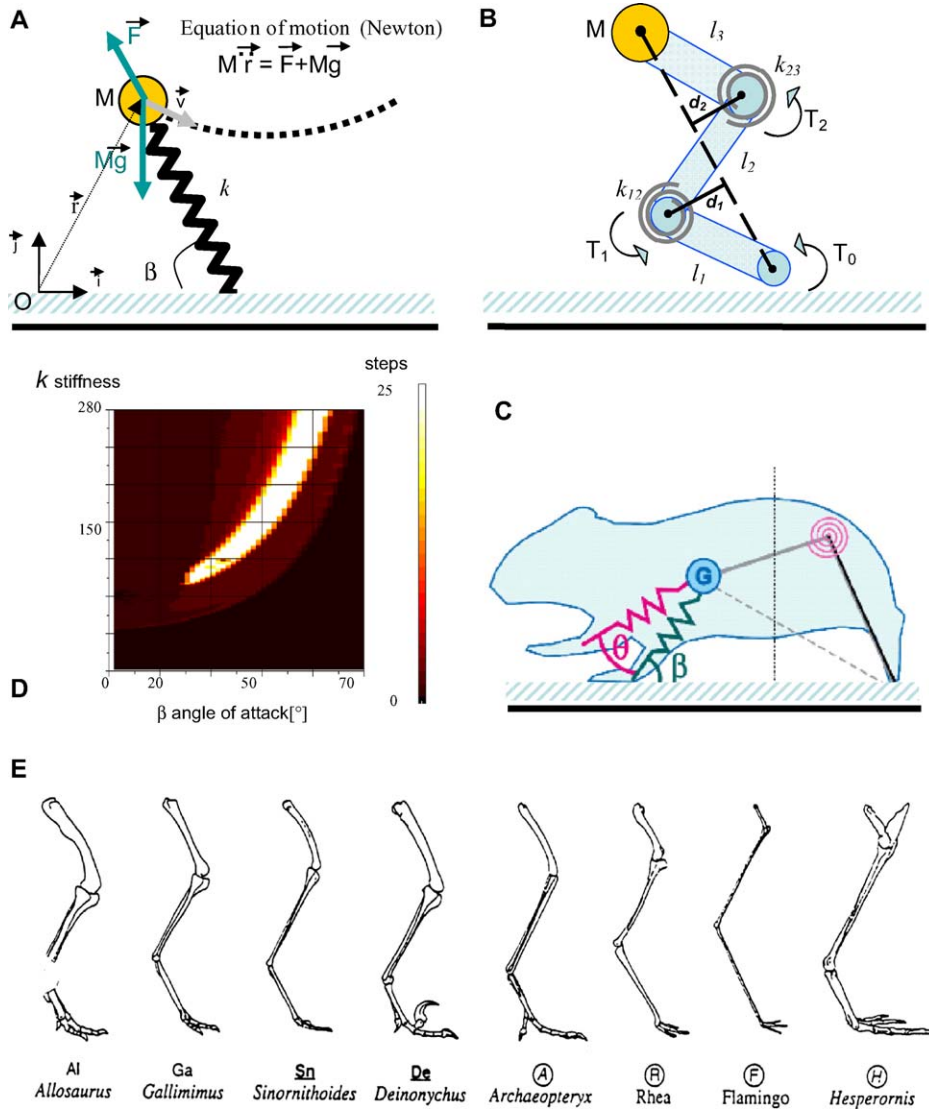 A
Equation of motion (Newton)
M r̈ = F+Mg
F
M
v
Mg
r
k
β
j
i
O
B
M
l3
k23
d2
T2
l2
k12
d1
T1
l1
T0
k stiffness
steps
280
150
0
20
60
70
25
0
β angle of attack[°]
D
C
G
θ
β
E
Al
Allosaurus
Ga
Gallimimus
Sn
Sinornithoides
De
Deinonychus
A
Archaeopteryx
R
Rhea
F
Flamingo
H
Hesperornis